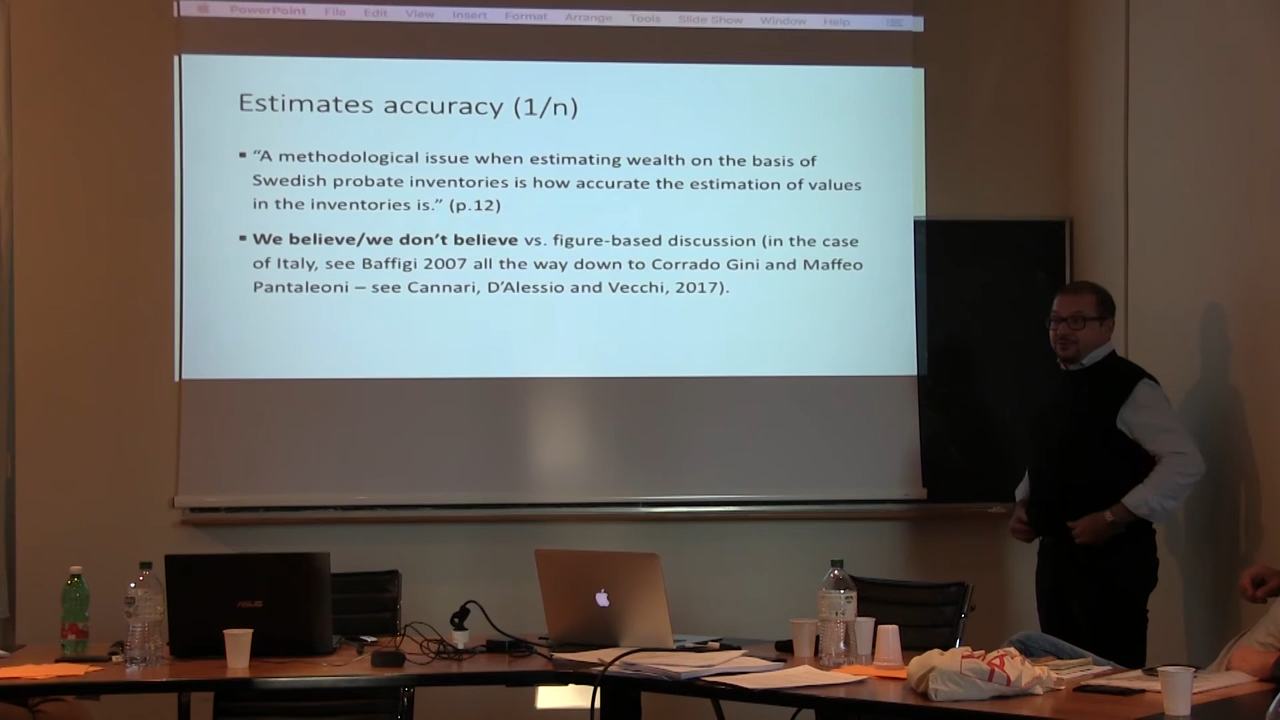 PowerPoint File Edit View Insert Format Arrange Tools Slide Show Window Help
Estimates accuracy (1/n)
▪ “A methodological issue when estimating wealth on the basis of
Swedish probate inventories is how accurate the estimation of values
in the inventories is.” (p.12)
▪ We believe/we don’t believe vs. figure-based discussion (in the case
of Italy, see Baffigi 2007 all the way down to Corrado Gini and Maffeo
Pantaleoni – see Cannari, D’Alessio and Vecchi, 2017).
ASUS